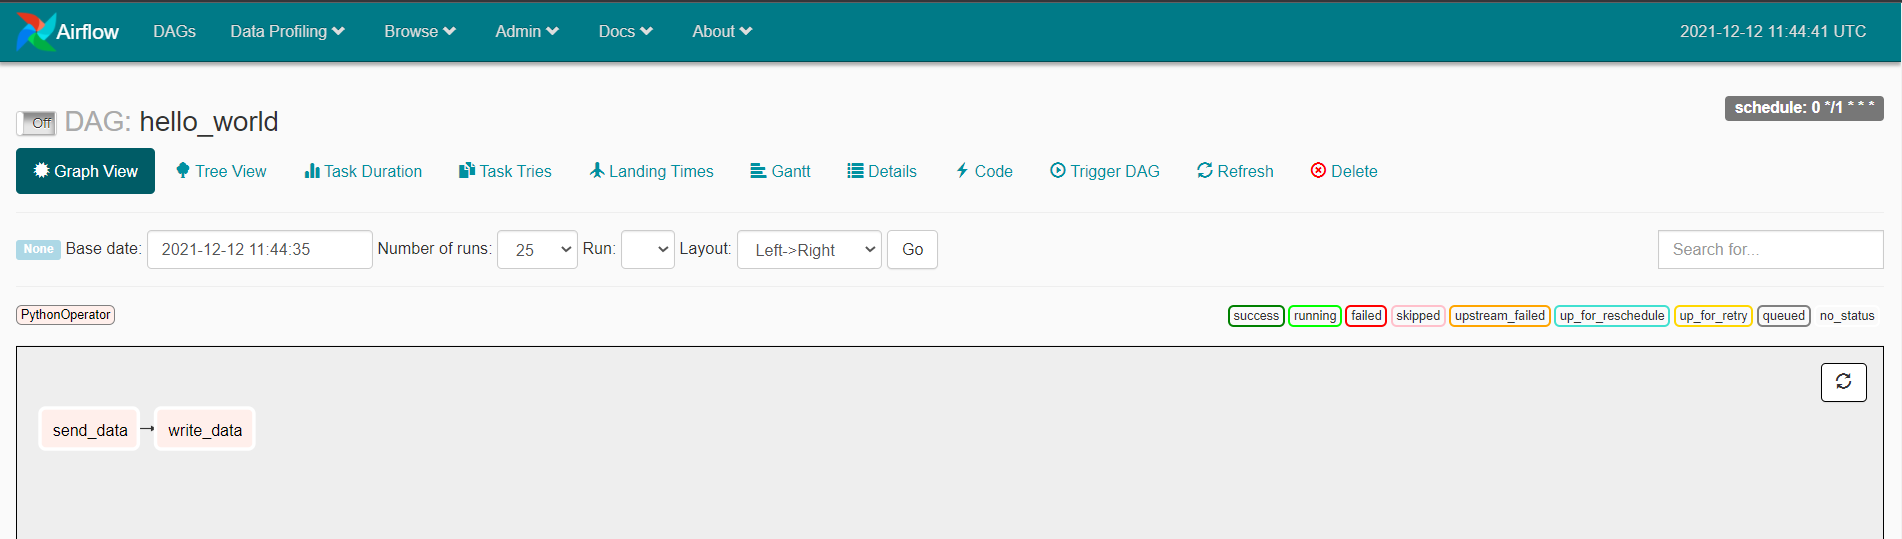 Airflow DAGs Data Profiling Browse Admin Docs About 2021-12-12 11:44:41 UTC
Off DAG: hello_world schedule: 0 */1 * * *
Graph View Tree View Task Duration Task Tries Landing Times Gantt Details Code Trigger DAG Refresh Delete
None Base date: 2021-12-12 11:44:35 Number of runs: 25 Run: Layout: Left->Right Go Search for...
PythonOperator success running failed skipped upstream_failed up_for_reschedule up_for_retry queued no_status
send_data write_data